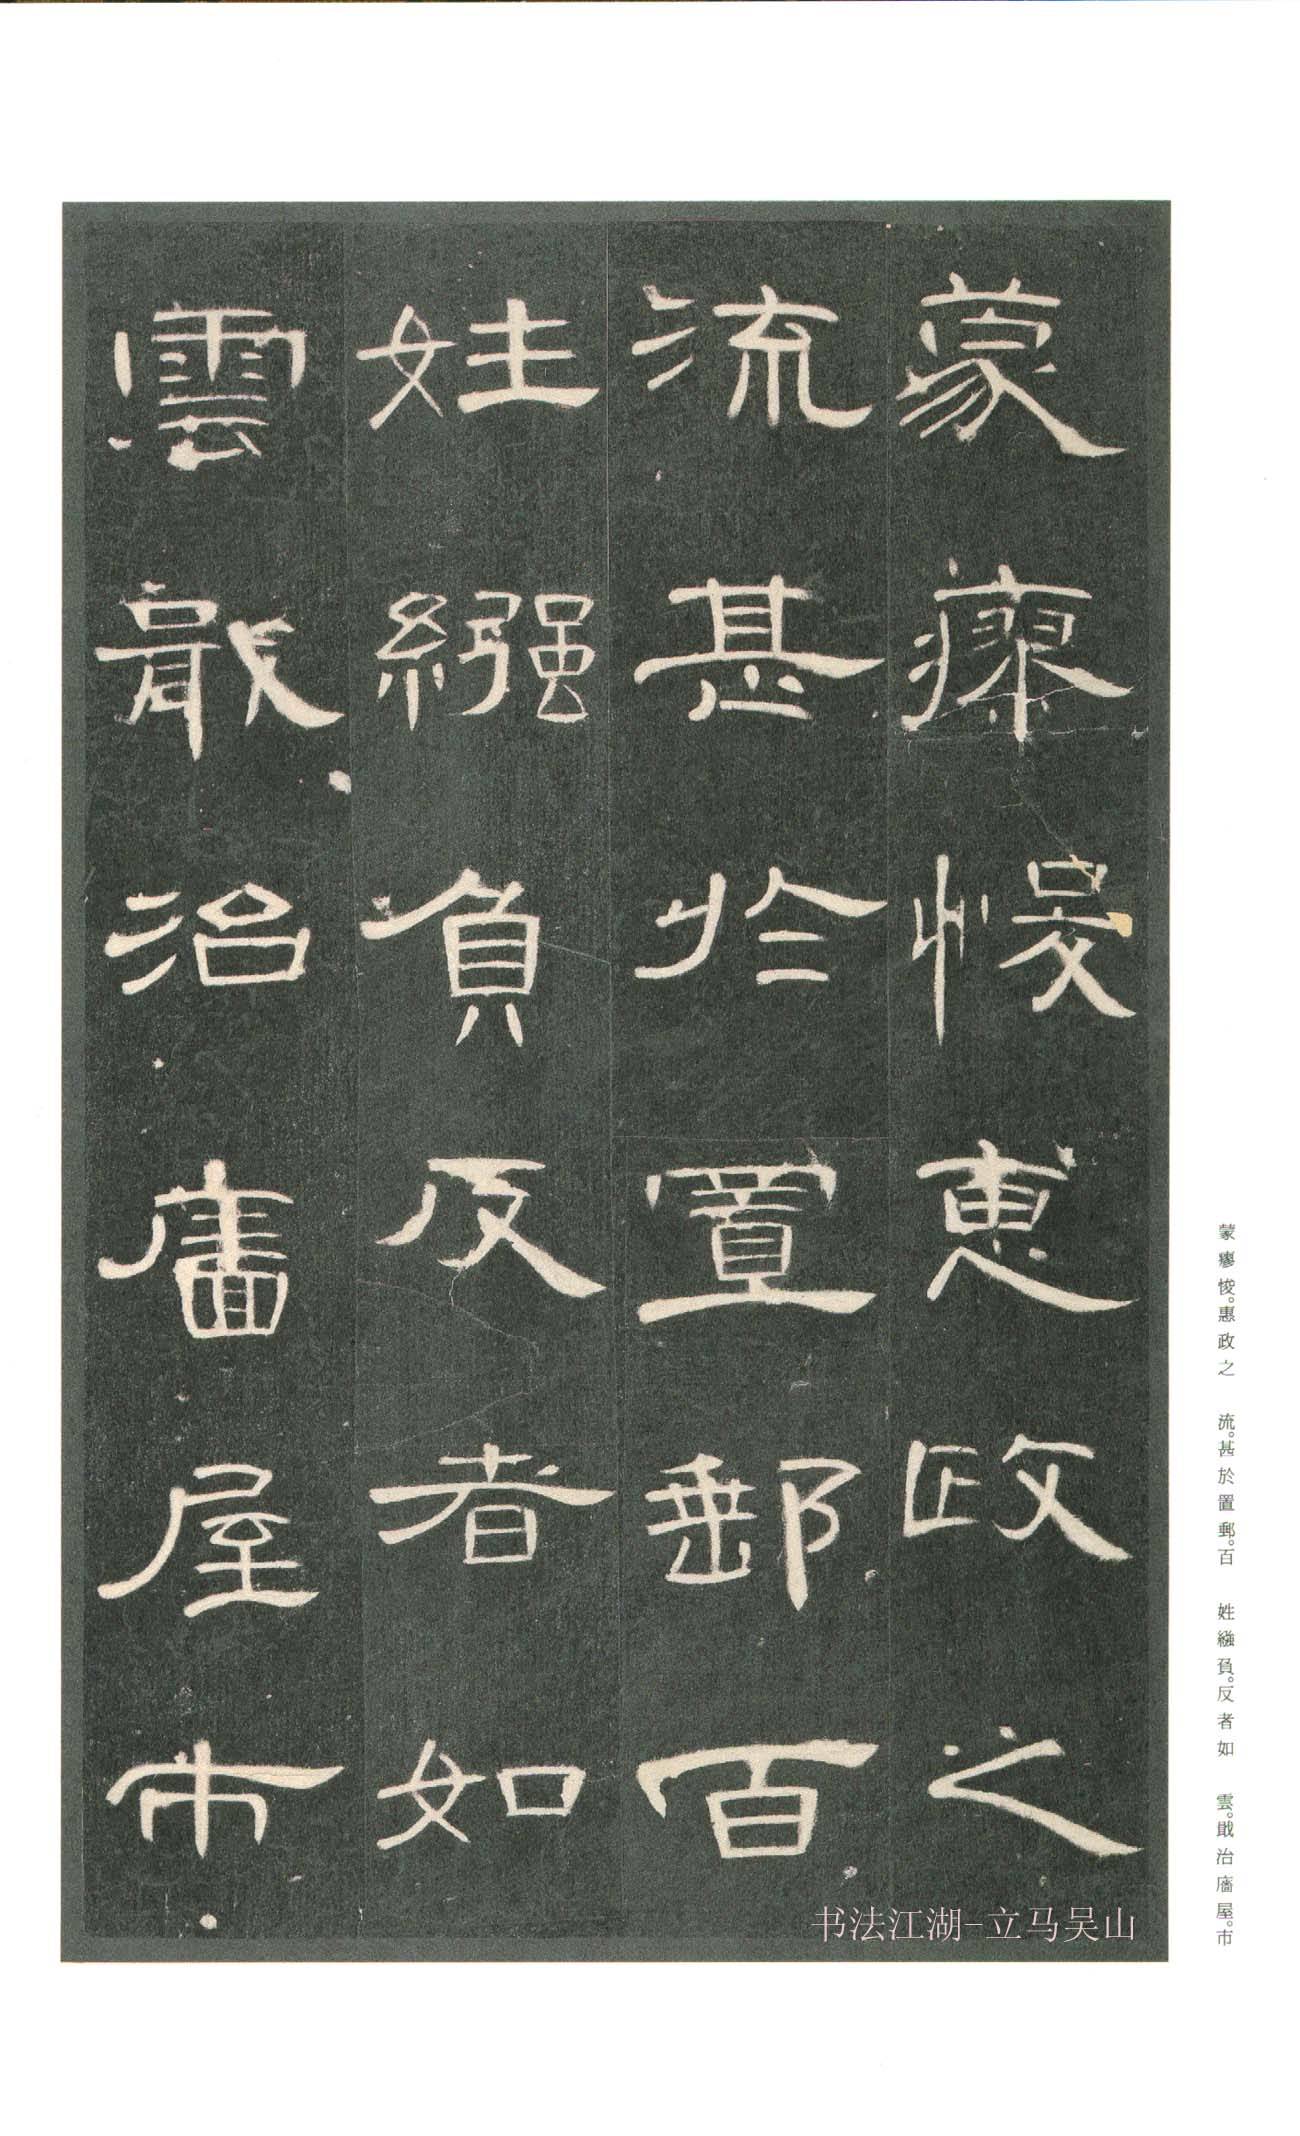 蒙瘳悛惠政之
流甚於置郵百
姓繦負反者如
雲戢治廧屋市
蒙瘳悛。惠政之　流。甚於置郵。百　姓繦負。反者如　雲。戢治廧屋。市
书法江湖-立马吴山